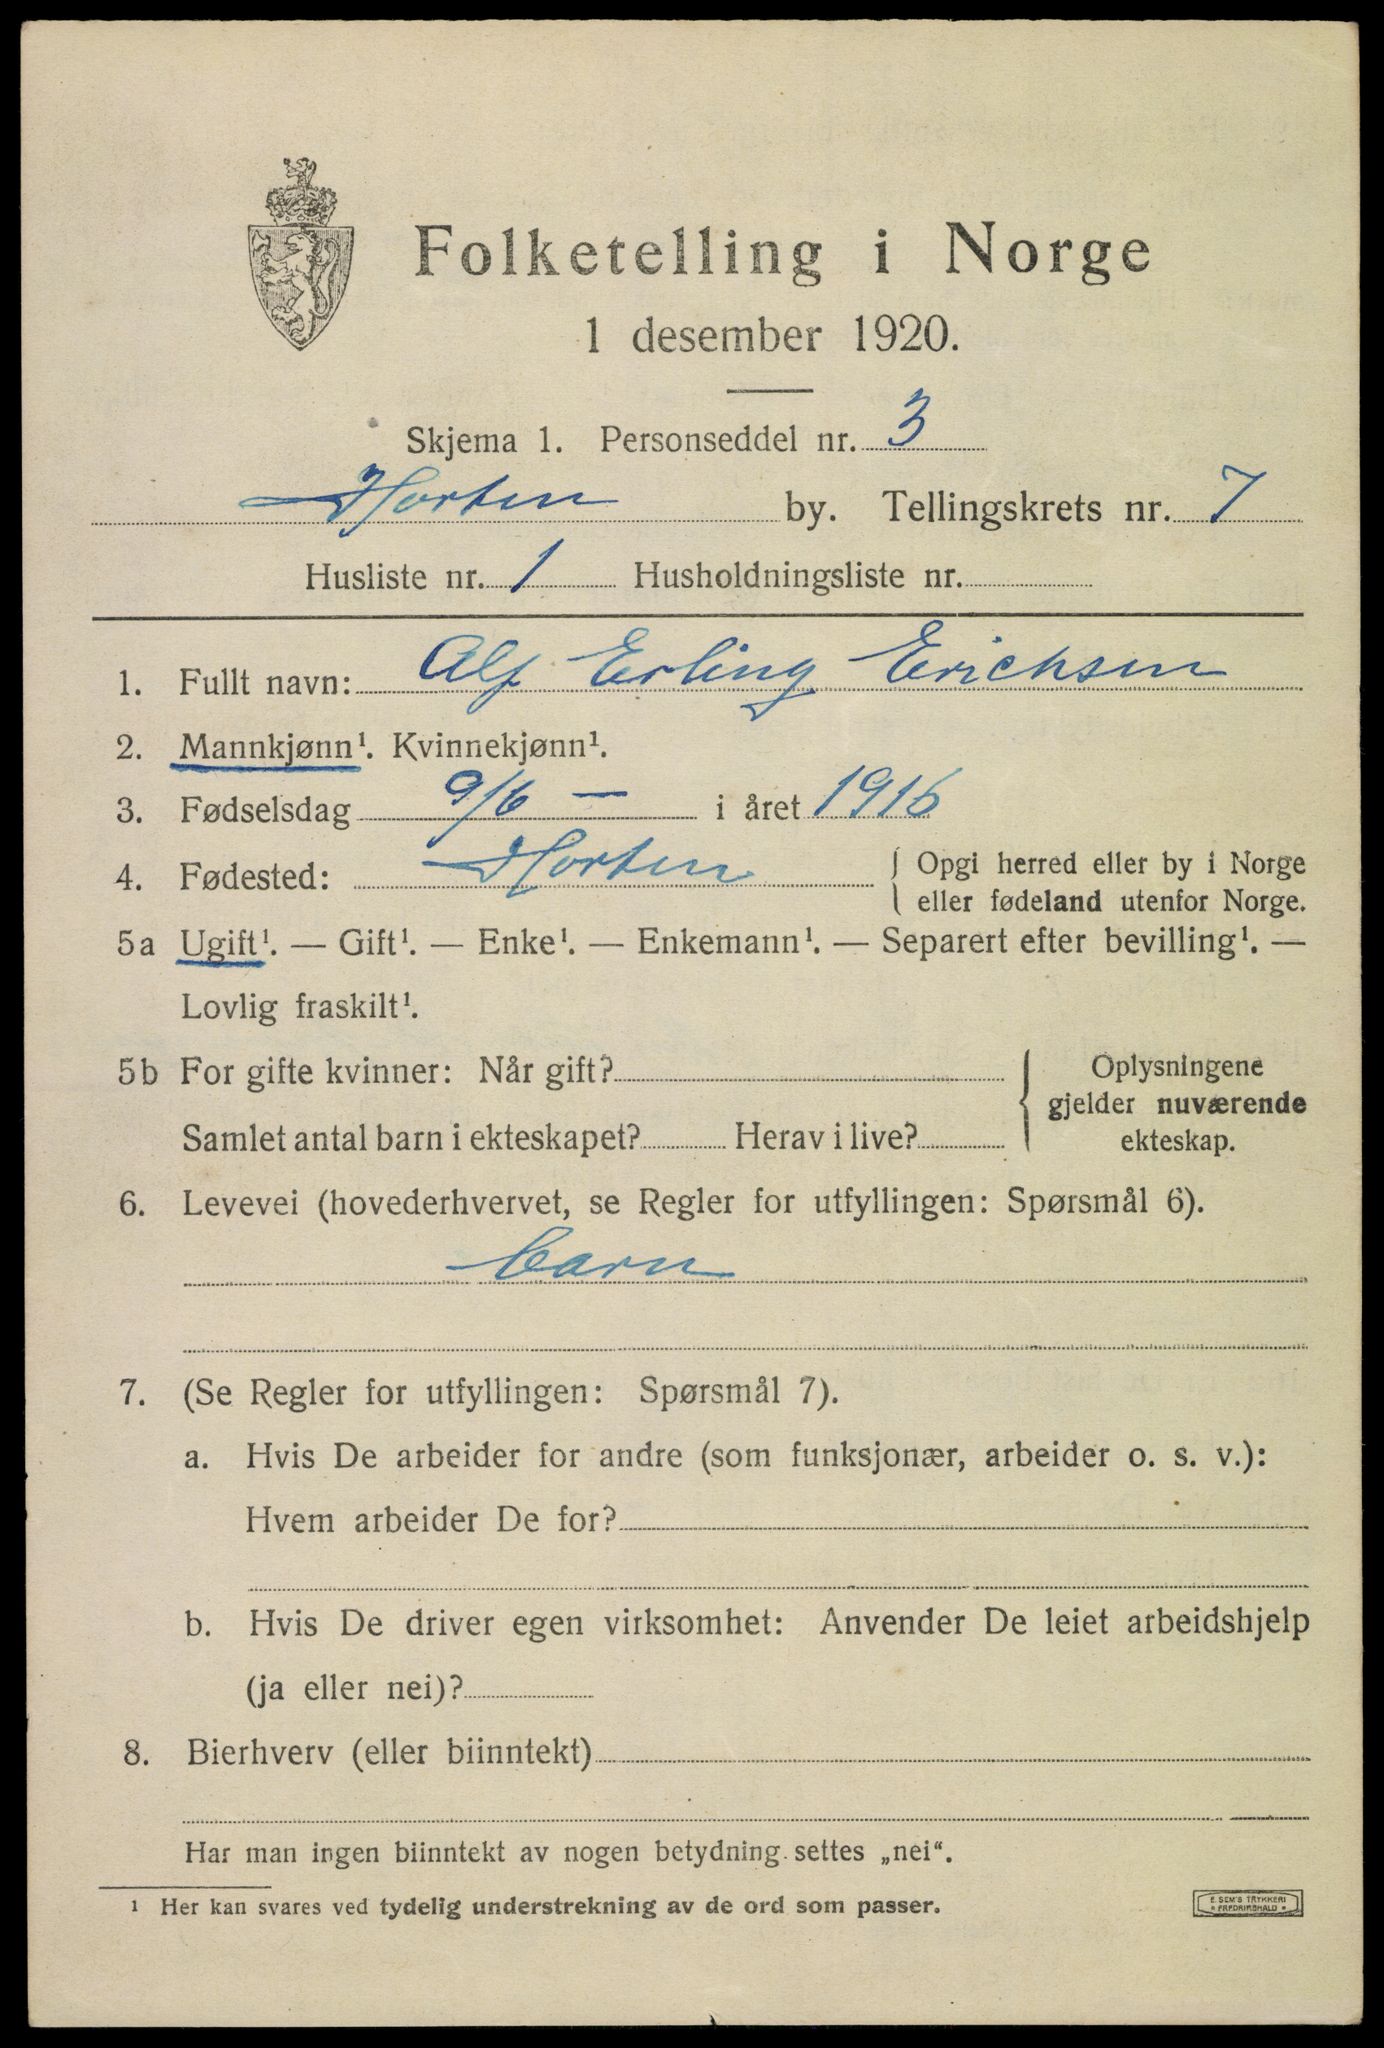 Folketelling i Norge
1 desember 1920.
Skjema 1. Personseddel nr. 3
Horten by. Tellingskrets nr. 7
Husliste nr. 1 Husholdningsliste nr.
1. Fullt navn: Alf Erling Erichsen
2. Mannkjønn¹. Kvinnekjønn¹.
3. Fødselsdag 9/6 — i året 1916
4. Fødested: Horten { Opgi herred eller by i Norge
eller fødeland utenfor Norge.
5a Ugift¹. — Gift¹. — Enke¹. — Enkemann¹. — Separert efter bevilling¹. —
Lovlig fraskilt¹.
5b For gifte kvinner: Når gift? { Oplysningene
gjelder nuværende
Samlet antal barn i ekteskapet? Herav i live? ekteskap.
6. Levevei (hovederhvervet, se Regler for utfyllingen: Spørsmål 6).
barn
7. (Se Regler for utfyllingen: Spørsmål 7).
a. Hvis De arbeider for andre (som funksjonær, arbeider o. s. v.):
Hvem arbeider De for?
b. Hvis De driver egen virksomhet: Anvender De leiet arbeidshjelp
(ja eller nei)?
8. Bierhverv (eller biinntekt)
Har man ingen biinntekt av nogen betydning settes „nei“.
¹ Her kan svares ved tydelig understrekning av de ord som passer.
E. SEM'S TRYKKERI
* FREDRIKSHALD *